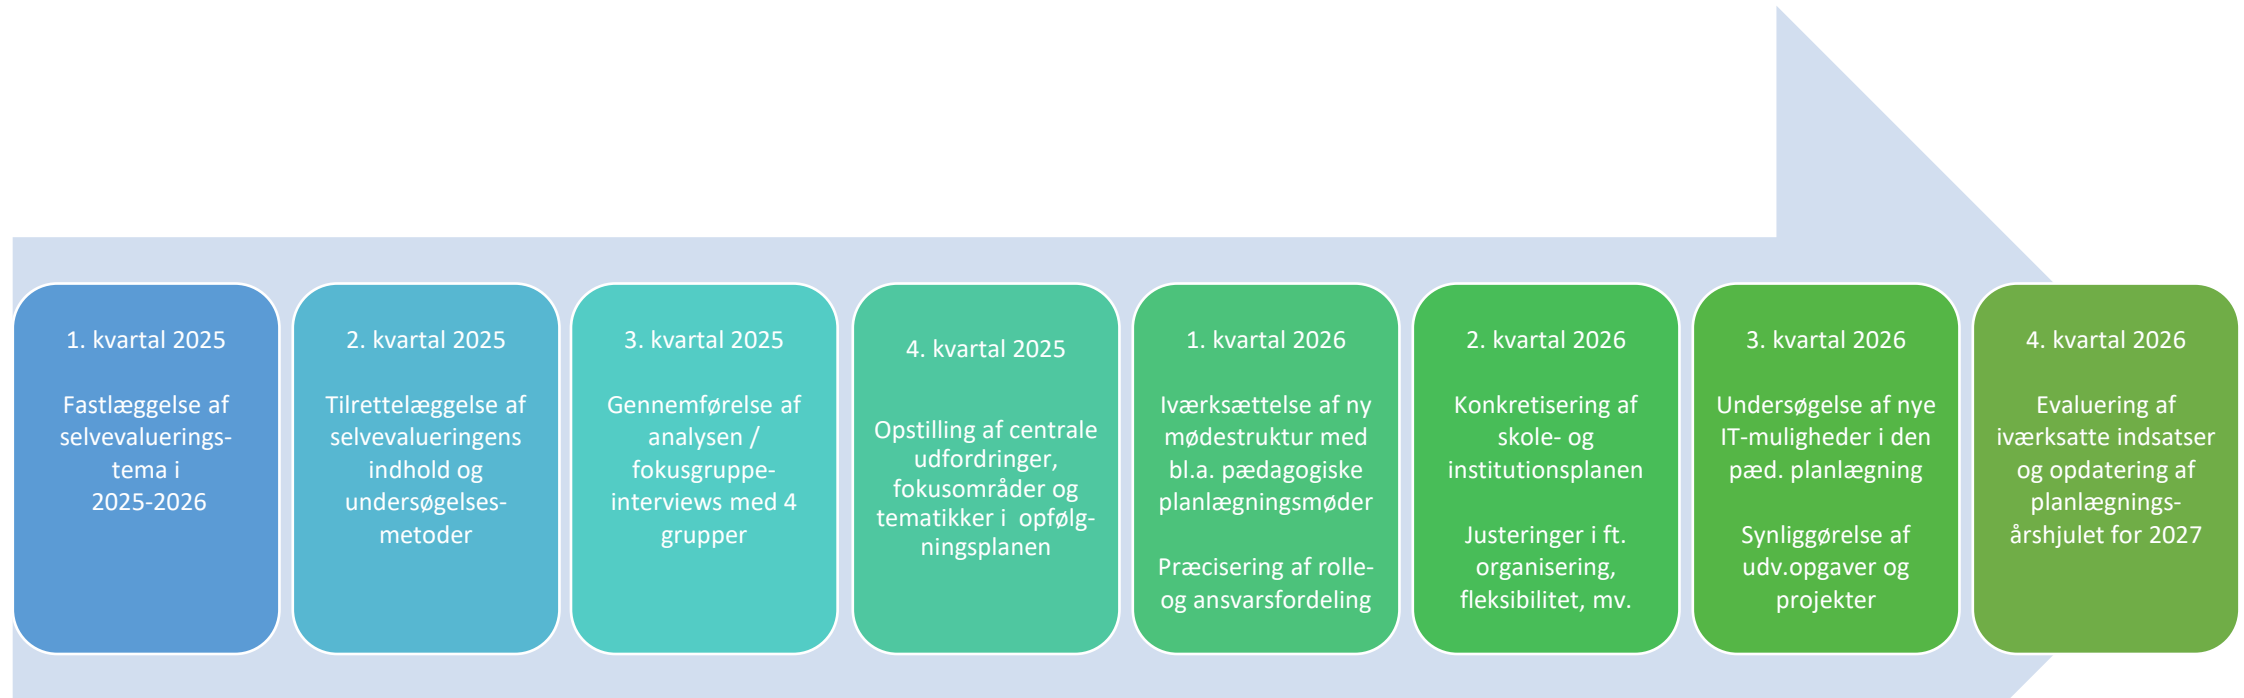 1. kvartal 2025
Fastlæggelse af
selvevaluerings-
tema i
2025-2026
2. kvartal 2025
Tilrettelæggelse af
selvevalueringens
indhold og
undersøgelses-
metoder
3. kvartal 2025
Gennemførelse af
analysen /
fokusgruppe-
interviews med 4
grupper
4. kvartal 2025
Opstilling af centrale
udfordringer,
fokusområder og
tematikker i  opfølg-
ningsplanen
1. kvartal 2026
Iværksættelse af ny
mødestruktur med
bl.a. pædagogiske
planlægningsmøder
Præcisering af rolle-
og ansvarsfordeling
2. kvartal 2026
Konkretisering af
skole- og
institutionsplanen
Justeringer i ft.
organisering,
fleksibilitet, mv.
3. kvartal 2026
Undersøgelse af nye
IT-muligheder i den
pæd. planlægning
Synliggørelse af
udv.opgaver og
projekter
4. kvartal 2026
Evaluering af
iværksatte indsatser
og opdatering af
planlægnings-
årshjulet for 2027